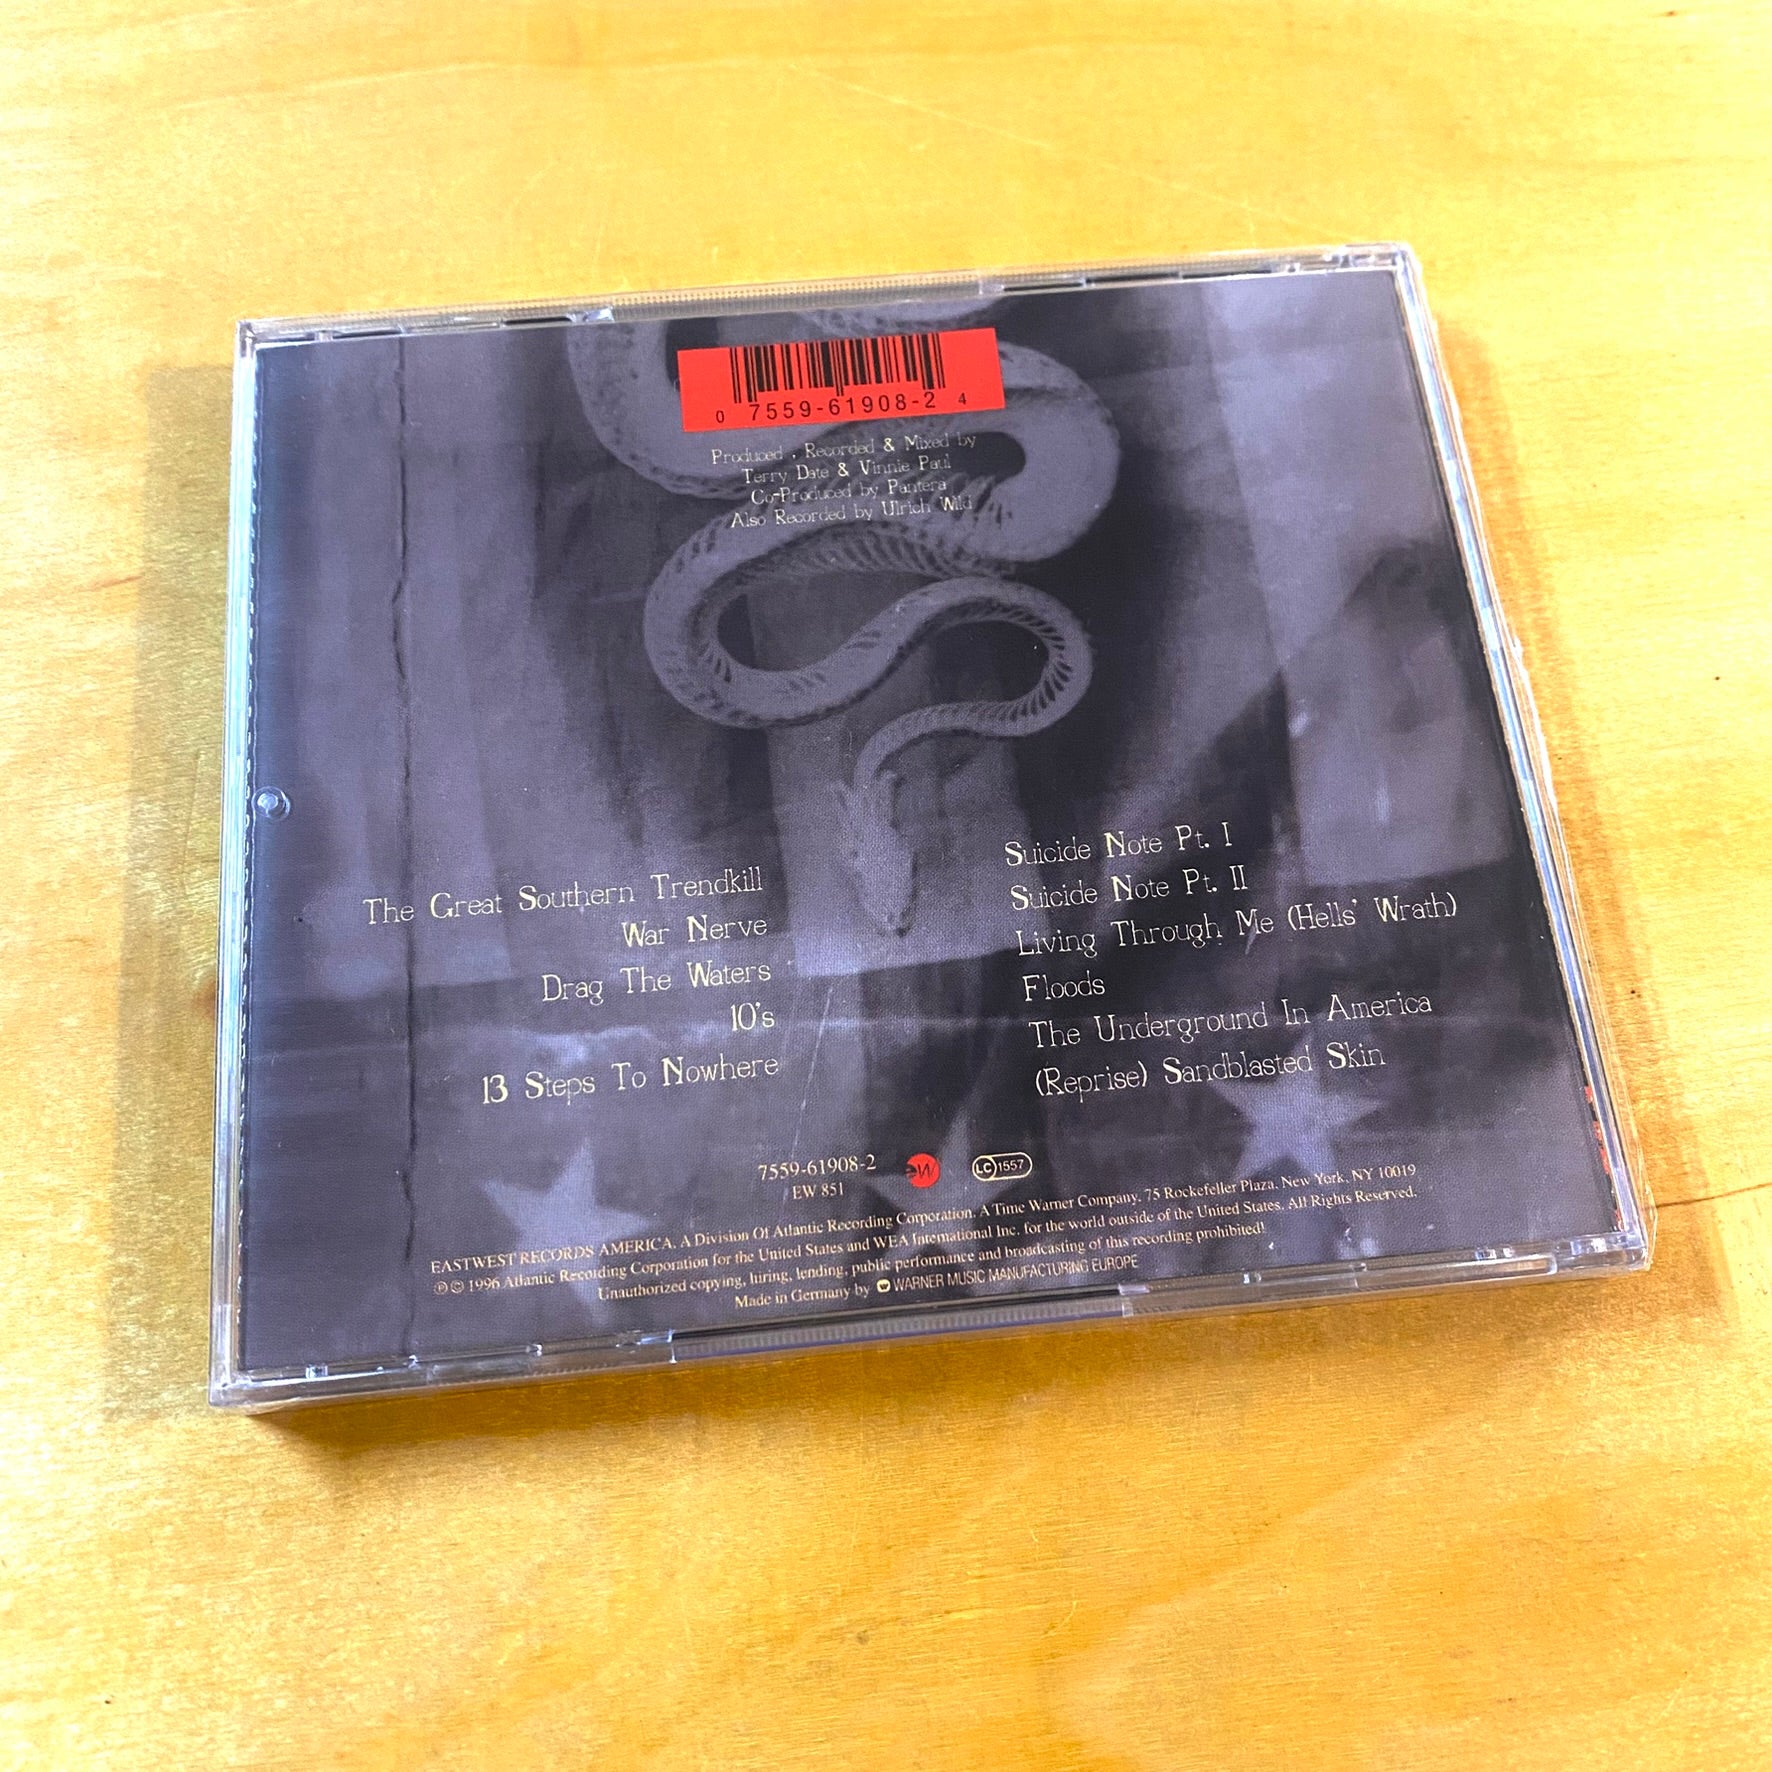 0 7559-61908-2 4
Produced , Recorded & Mixed by
Terry Date & Vinnie Paul
Co-Produced by Pantera
Also Recorded by Ulrich Wild
The Great Southern Trendkill
War Nerve
Drag The Waters
10's
13 Steps To Nowhere
Suicide Note Pt. I
Suicide Note Pt. II
Living Through Me (Hells' Wrath)
Floods
The Underground In America
(Reprise) Sandblasted Skin
7559-61908-2
EW 851
eW
LC 1557
EASTWEST RECORDS AMERICA, A Division Of Atlantic Recording Corporation, A Time Warner Company, 75 Rockefeller Plaza, New York, NY 10019
℗ © 1996 Atlantic Recording Corporation for the United States and WEA International Inc. for the world outside of the United States. All Rights Reserved.
Unauthorized copying, hiring, lending, public performance and broadcasting of this recording prohibited!
Made in Germany by WARNER MUSIC MANUFACTURING EUROPE